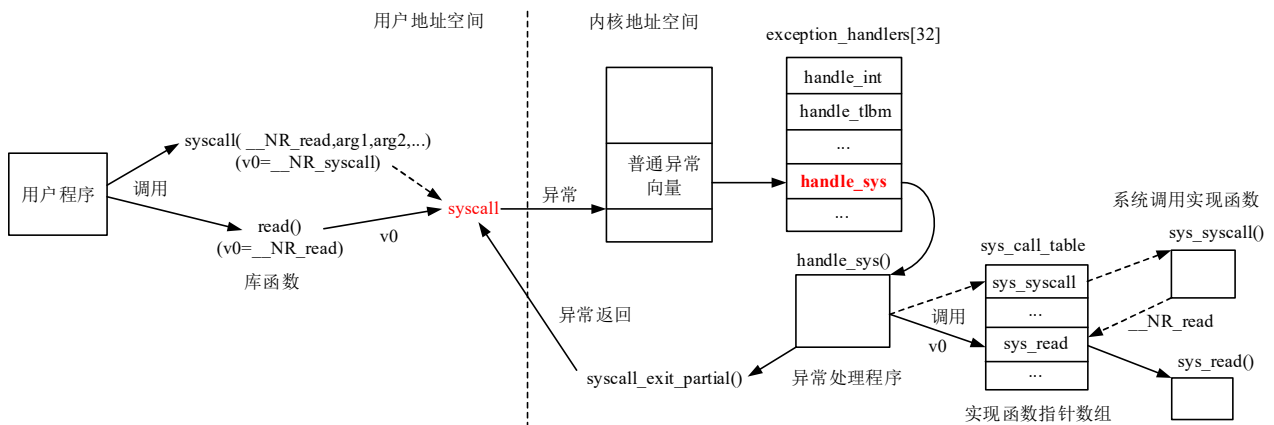 用户地址空间
内核地址空间
exception_handlers[32]
handle_int
handle_tlbm
...
handle_sys
...
普通异常
向量
用户程序
调用
syscall( __NR_read,arg1,arg2,...)
(v0=__NR_syscall)
read()
(v0=__NR_read)
库函数
v0
syscall
异常
异常返回
syscall_exit_partial()
handle_sys()
异常处理程序
调用
v0
sys_call_table
sys_syscall
...
sys_read
...
实现函数指针数组
系统调用实现函数
sys_syscall()
__NR_read
sys_read()